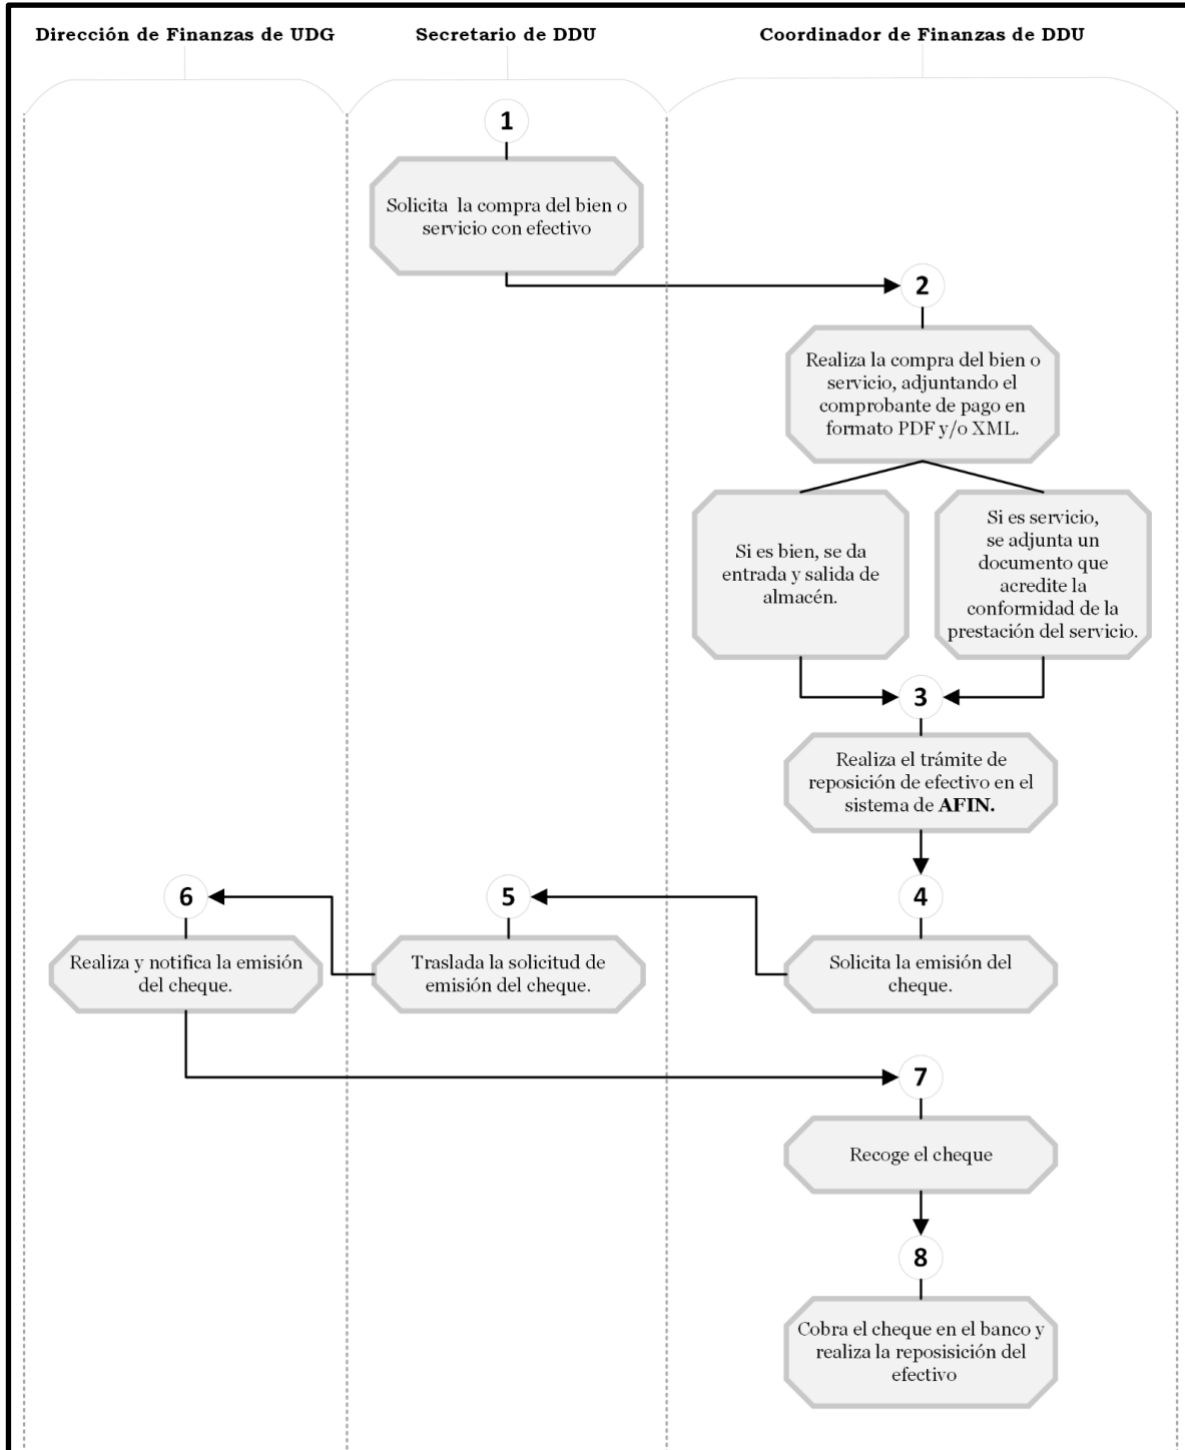 Dirección de Finanzas de UDG
Secretario de DDU
Coordinador de Finanzas de DDU
1
Solicita la compra del bien o
servicio con efectivo
2
Realiza la compra del bien o
servicio, adjuntando el
comprobante de pago en
formato PDF y/o XML.
Si es bien, se da
entrada y salida de
almacén.
Si es servicio,
se adjunta un
documento que
acredite la
conformidad de la
prestación del servicio.
3
Realiza el trámite de
reposición de efectivo en el
sistema de AFIN.
4
Solicita la emisión del
cheque.
5
Traslada la solicitud de
emisión del cheque.
6
Realiza y notifica la emisión
del cheque.
7
Recoge el cheque
8
Cobra el cheque en el banco y
realiza la reposisición del
efectivo